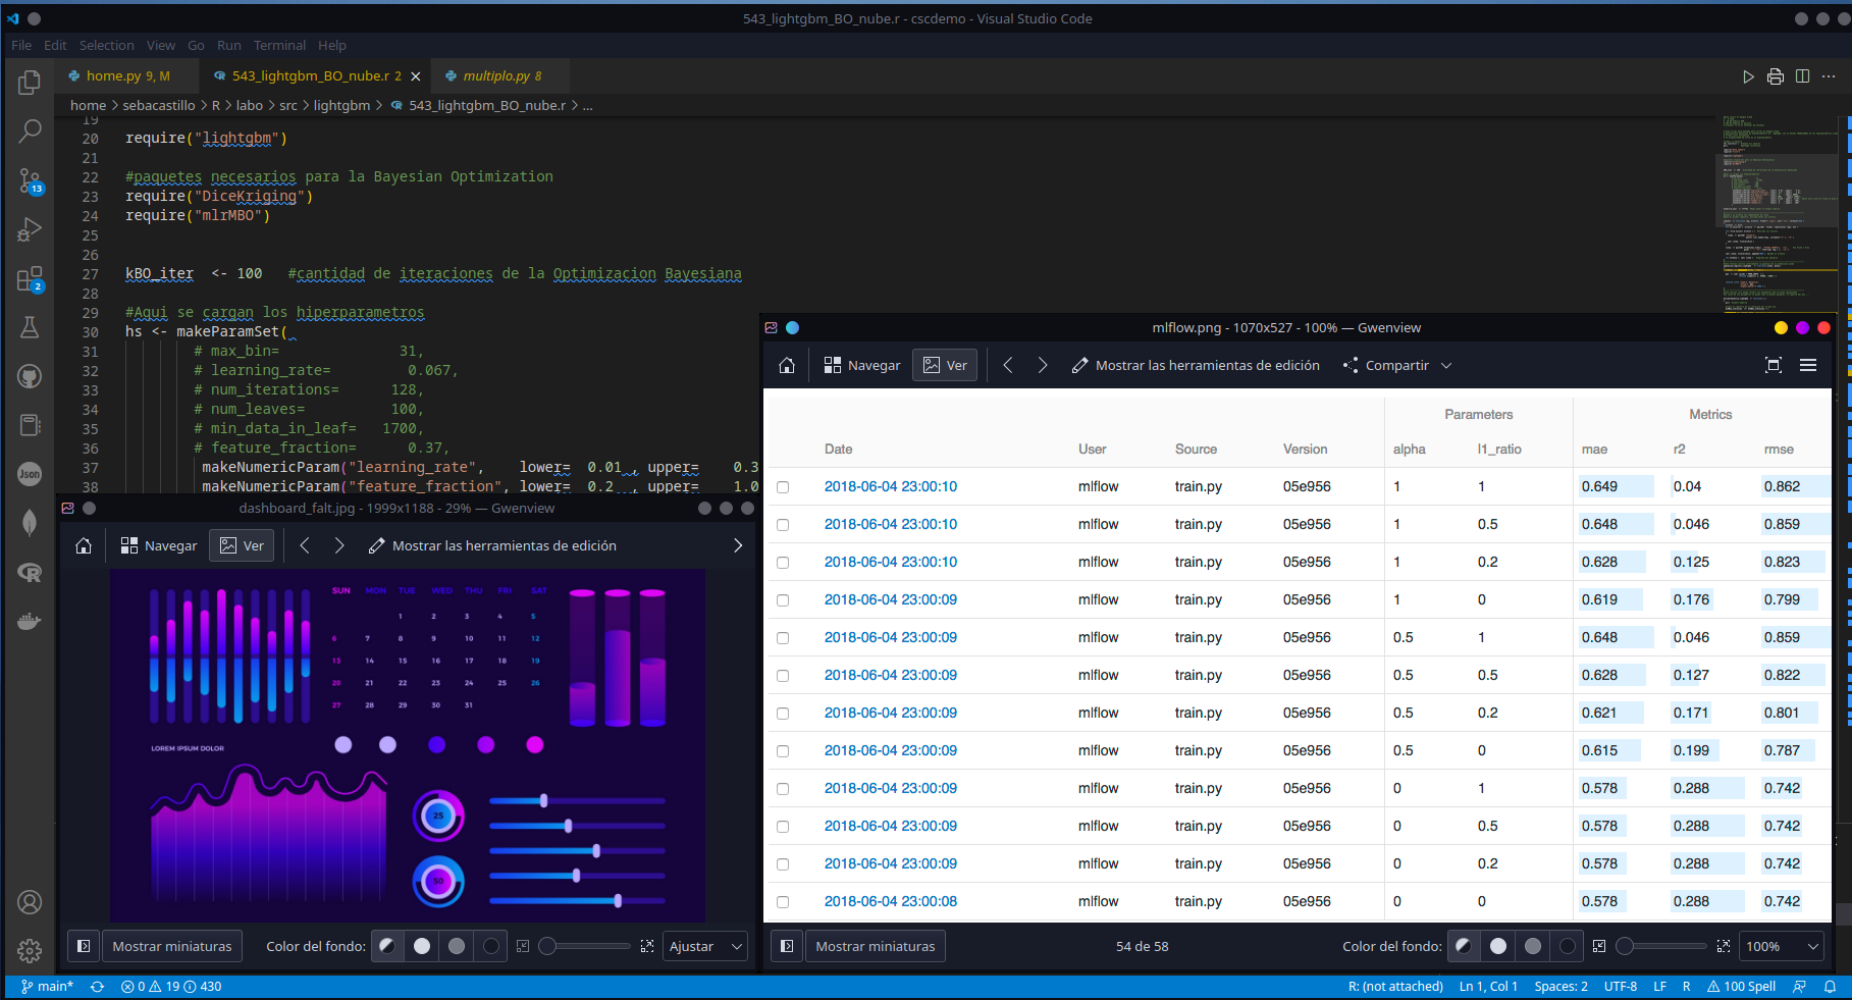 543_lightgbm_BO_nube.r - cscdemo - Visual Studio Code
File Edit Selection View Go Run Terminal Help
home.py 9, M 543_lightgbm_BO_nube.r 2 multiplo.py 8
home > sebacastillo > R > labo > src > lightgbm > 543_lightgbm_BO_nube.r > ...
19
20 require("lightgbm")
21
22 #paquetes necesarios para la Bayesian Optimization
23 require("DiceKriging")
24 require("mlrMBO")
25
26
27 kBO_iter <- 100 #cantidad de iteraciones de la Optimizacion Bayesiana
28
29 #Aqui se cargan los hiperparametros
30 hs <- makeParamSet(
31 # max_bin= 31,
32 # learning_rate= 0.067,
33 # num_iterations= 128,
34 # num_leaves= 100,
35 # min_data_in_leaf= 1700,
36 # feature_fraction= 0.37,
37 makeNumericParam("learning_rate", lower= 0.01 , upper= 0.3
38 makeNumericParam("feature_fraction", lower= 0.2 , upper= 1.0
13
2
Json
dashboard_falt.jpg - 1999x1188 - 29% — Gwenview
Navegar Ver Mostrar las herramientas de edición
SUN MON TUE WED THU FRI SAT
1 2 3 4 5
6 7 8 9 10 11 12
13 14 15 16 17 18 19
20 21 22 23 24 25 26
27 28 29 30 31
LOREM IPSUM DOLOR
25
50
Mostrar miniaturas Color del fondo: Ajustar
mlflow.png - 1070x527 - 100% — Gwenview
Navegar Ver Mostrar las herramientas de edición Compartir
Parameters Metrics
Date User Source Version alpha l1_ratio mae r2 rmse
2018-06-04 23:00:10 mlflow train.py 05e956 1 1 0.649 0.04 0.862
2018-06-04 23:00:10 mlflow train.py 05e956 1 0.5 0.648 0.046 0.859
2018-06-04 23:00:10 mlflow train.py 05e956 1 0.2 0.628 0.125 0.823
2018-06-04 23:00:09 mlflow train.py 05e956 1 0 0.619 0.176 0.799
2018-06-04 23:00:09 mlflow train.py 05e956 0.5 1 0.648 0.046 0.859
2018-06-04 23:00:09 mlflow train.py 05e956 0.5 0.5 0.628 0.127 0.822
2018-06-04 23:00:09 mlflow train.py 05e956 0.5 0.2 0.621 0.171 0.801
2018-06-04 23:00:09 mlflow train.py 05e956 0.5 0 0.615 0.199 0.787
2018-06-04 23:00:09 mlflow train.py 05e956 0 1 0.578 0.288 0.742
2018-06-04 23:00:09 mlflow train.py 05e956 0 0.5 0.578 0.288 0.742
2018-06-04 23:00:09 mlflow train.py 05e956 0 0.2 0.578 0.288 0.742
2018-06-04 23:00:08 mlflow train.py 05e956 0 0 0.578 0.288 0.742
Mostrar miniaturas 54 de 58 Color del fondo: 100%
main* 0 19 430 R: (not attached) Ln 1, Col 1 Spaces: 2 UTF-8 LF R 100 Spell